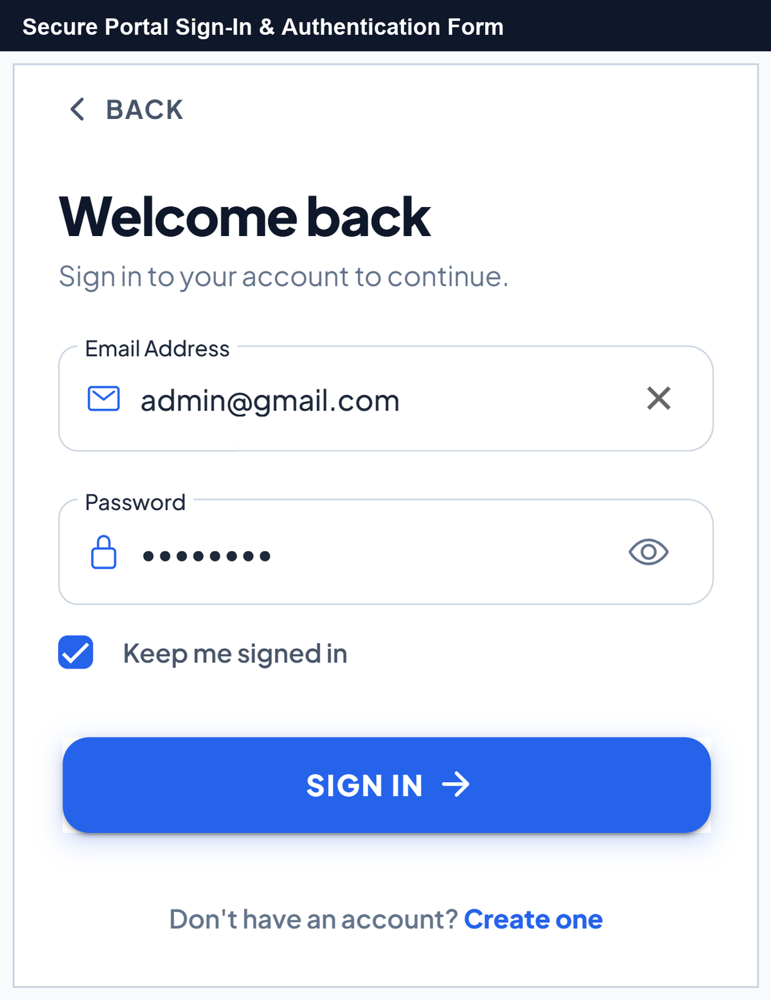 Secure Portal Sign-In & Authentication Form
BACK
Welcome back
Sign in to your account to continue.
Email Address
admin@gmail.com
Password
••••••••
Keep me signed in
SIGN IN →
Don't have an account? Create one